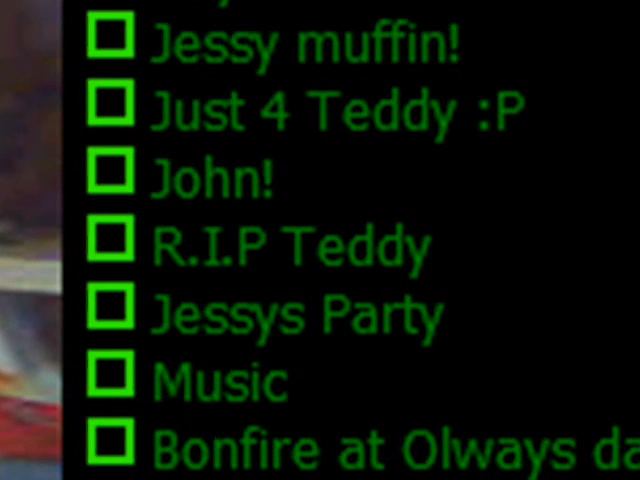 Jessy muffin!
Just 4 Teddy :P
John!
R.I.P Teddy
Jessys Party
Music
Bonfire at Olways